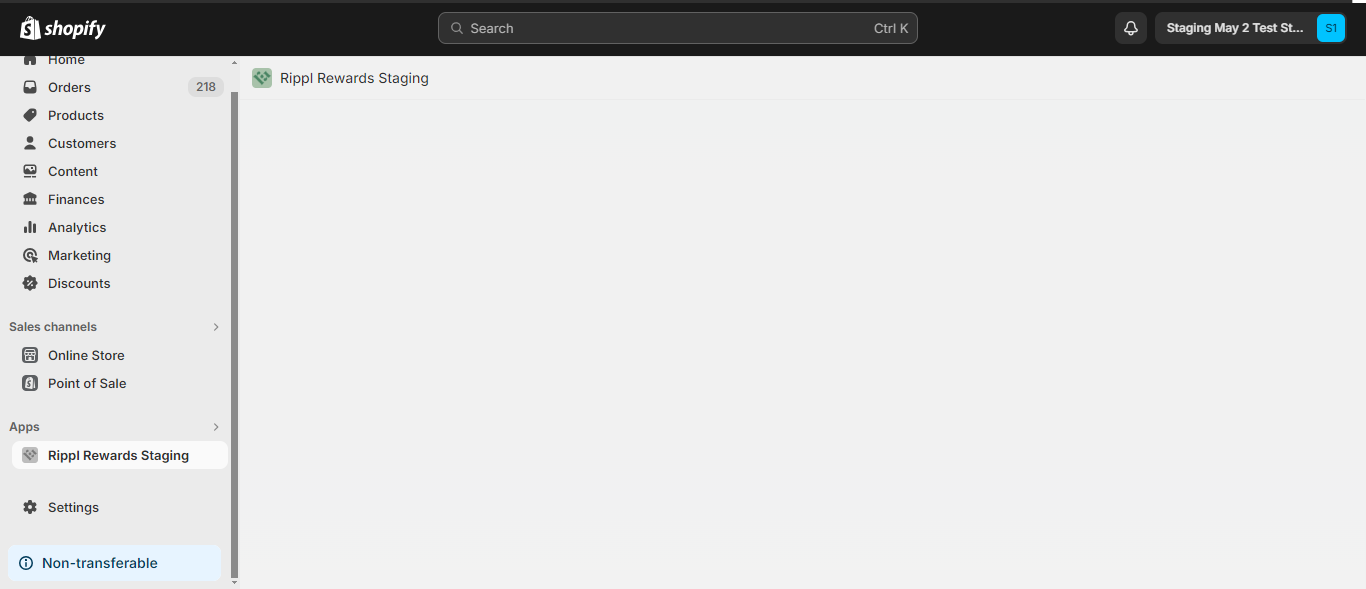 shopify
Search
Ctrl K
Staging May 2 Test St...
S1
Home
Orders
218
Products
Customers
Content
Finances
Analytics
Marketing
Discounts
Sales channels
Online Store
Point of Sale
Apps
Rippl Rewards Staging
Settings
Non-transferable
Rippl Rewards Staging